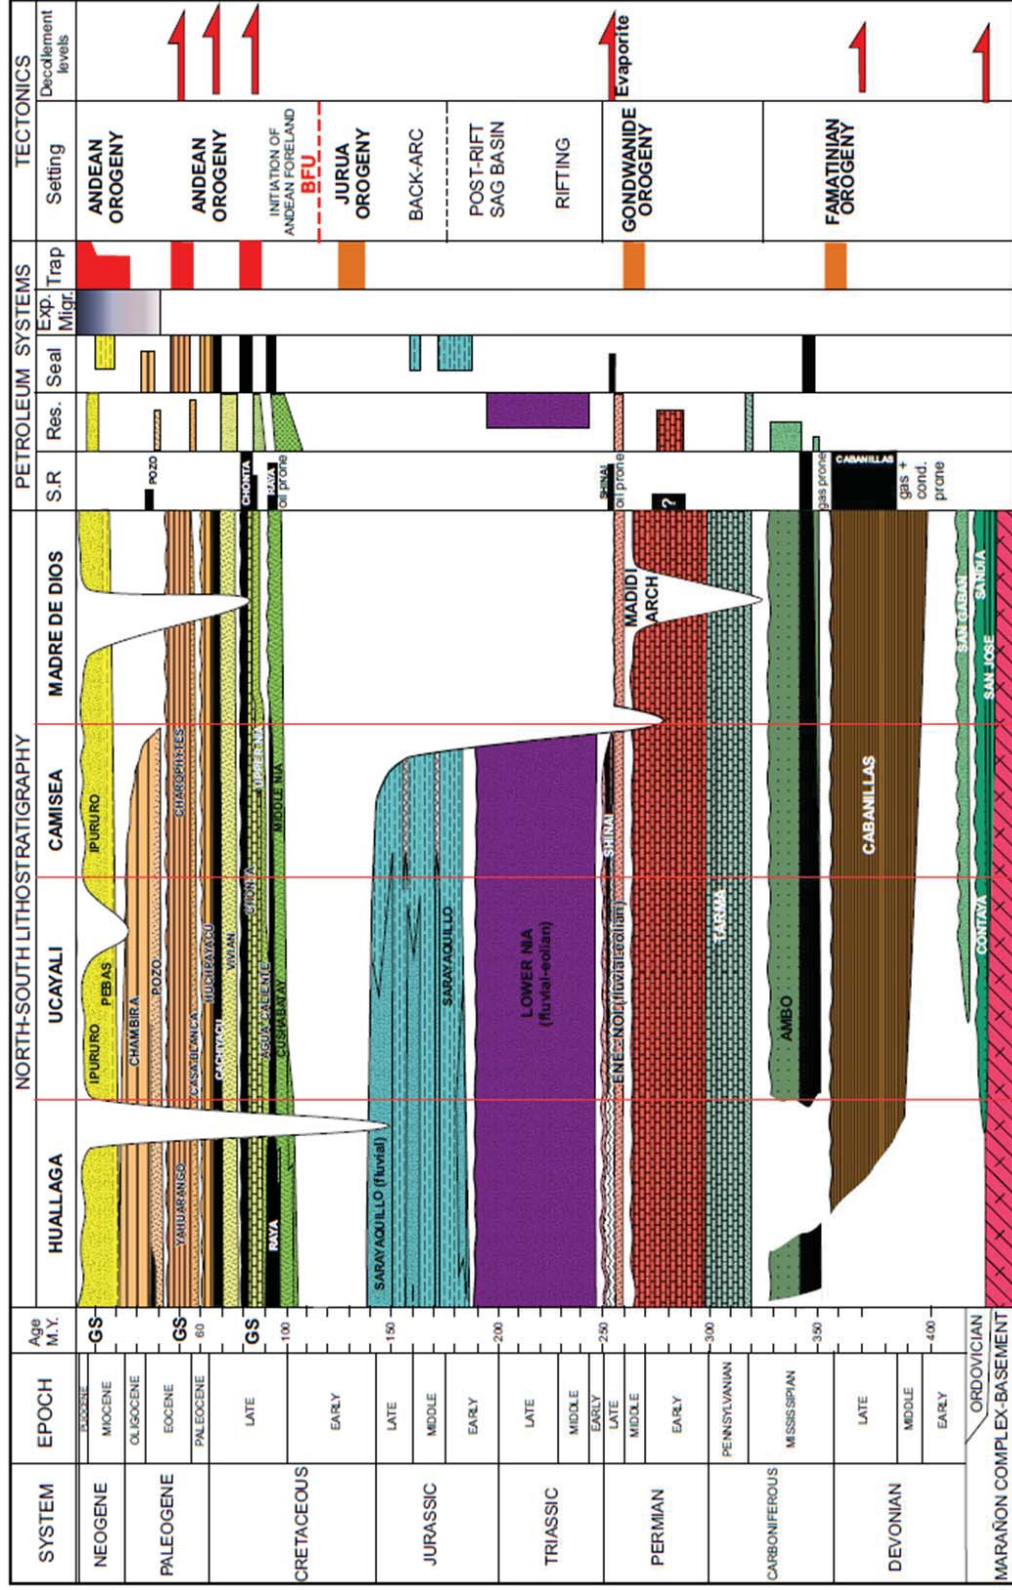 SYSTEM
EPOCH
Age
M.Y.
NORTH-SOUTH LITHOSTRATIGRAPHY
HUALLAGA
UCAYALI
CAMISEA
MADRE DE DIOS
PETROLEUM SYSTEMS
S.R
Res.
Seal
Exp.
Migr.
Trap
TECTONICS
Setting
Decollement
levels
NEOGENE
PALEOGENE
CRETACEOUS
JURASSIC
TRIASSIC
PERMIAN
CARBONIFEROUS
DEVONIAN
MARAÑON COMPLEX-BASEMENT
MIOCENE
OLIGOCENE
EOCENE
PALEOCENE
LATE
EARLY
LATE
MIDDLE
EARLY
LATE
MIDDLE
EARLY
LATE
MIDDLE
EARLY
PENNSYLVANIAN
MISSISSIPIAN
LATE
MIDDLE
EARLY
ORDOVICIAN
GS
GS
60
GS
100
150
200
250
300
350
400
IPURURO
PEBAS
IPURURO
CHAMBIRA
POZO
YAHUARANGO
CHAROPHYTES
CASABLANCA
HUCHPAYACU
CACHIYACU
VIVIAN
CHONTA
AGUA CALIENTE
UPPER NIA
RAYA
CUSHABATAY
MIDDLE NIA
SARAYAQUILLO (fluvial)
SARAYAQUILLO
LOWER NIA
(fluvial-eolian)
SHINAI
ENE - NOI (fluvial-eolian)
MADIDI
ARCH
TARMA
AMBO
CABANILLAS
SAN GABAN
CONTAYA
SANDIA
SAN JOSE
POZO
CHONTA
RAYA
oil prone
SHINAI
oil prone
?
gas prone
CABANILLAS
gas +
cond.
prone
ANDEAN
OROGENY
ANDEAN
OROGENY
INITIATION OF
ANDEAN FORELAND
BFU
JURUA
OROGENY
BACK-ARC
POST-RIFT
SAG BASIN
RIFTING
GONDWANIDE
OROGENY
FAMATINIAN
OROGENY
Evaporite